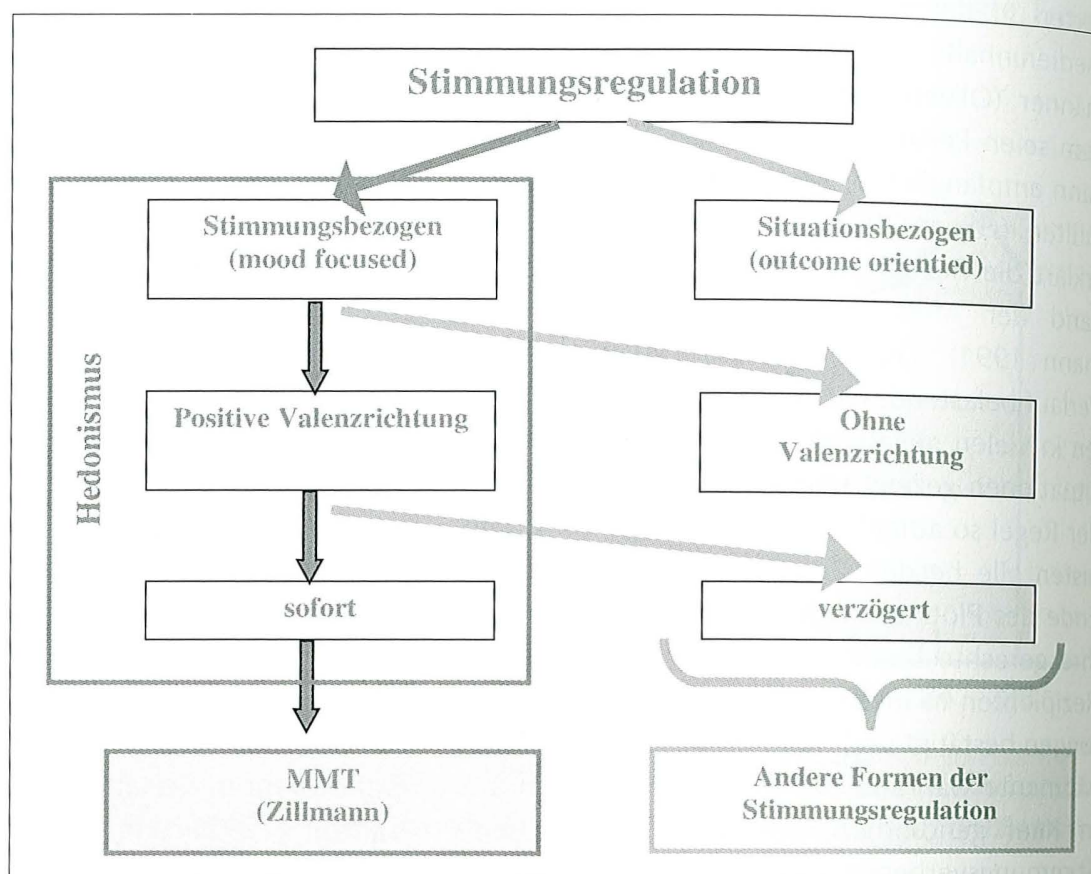 Stimmungsregulation
Stimmungsbezogen
(mood focused)
Situationsbezogen
(outcome orientied)
Hedonismus
Positive Valenzrichtung
Ohne
Valenzrichtung
sofort
verzögert
MMT
(Zillmann)
Andere Formen der
Stimmungsregulation